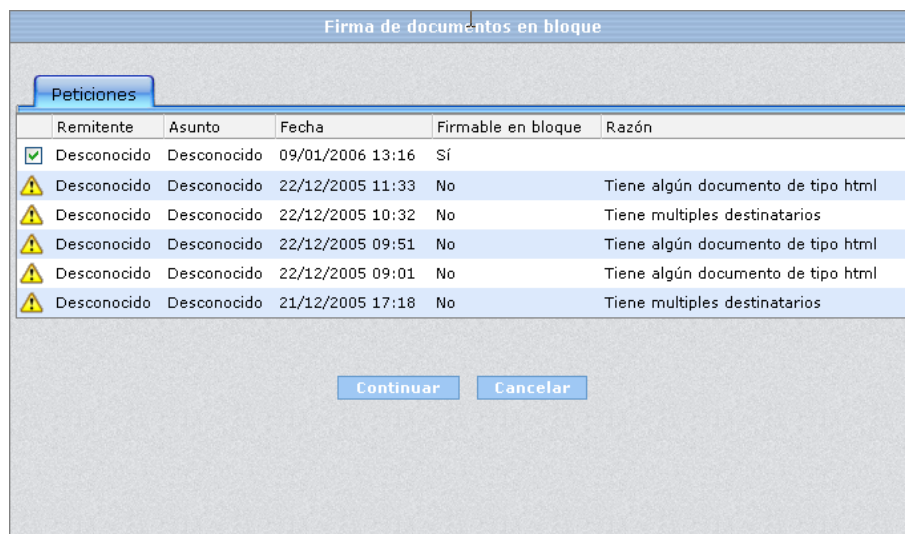 Firma de documentos en bloque
Peticiones
Remitente Asunto Fecha Firmable en bloque Razón
Desconocido Desconocido 09/01/2006 13:16 Sí
Desconocido Desconocido 22/12/2005 11:33 No Tiene algún documento de tipo html
Desconocido Desconocido 22/12/2005 10:32 No Tiene multiples destinatarios
Desconocido Desconocido 22/12/2005 09:51 No Tiene algún documento de tipo html
Desconocido Desconocido 22/12/2005 09:01 No Tiene algún documento de tipo html
Desconocido Desconocido 21/12/2005 17:18 No Tiene multiples destinatarios
Continuar Cancelar